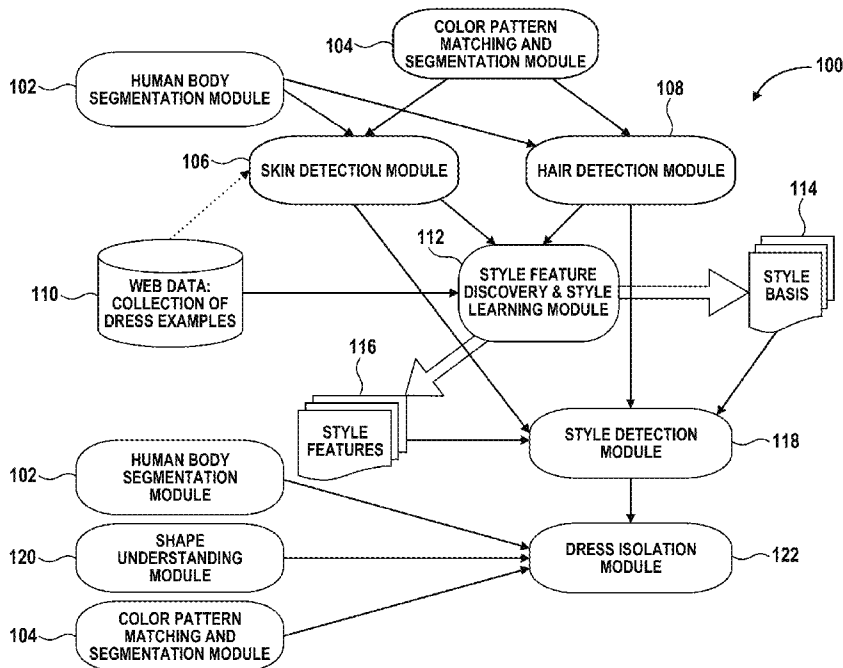 104
COLOR PATTERN
MATCHING AND
SEGMENTATION MODULE
100
102
HUMAN BODY
SEGMENTATION MODULE
108
106
SKIN DETECTION MODULE
HAIR DETECTION MODULE
114
112
STYLE FEATURE
DISCOVERY & STYLE
LEARNING MODULE
STYLE
BASIS
110
WEB DATA:
COLLECTION OF
DRESS EXAMPLES
116
STYLE
FEATURES
STYLE DETECTION
MODULE
118
102
HUMAN BODY
SEGMENTATION
MODULE
120
SHAPE
UNDERSTANDING
MODULE
DRESS ISOLATION
MODULE
122
104
COLOR PATTERN
MATCHING AND
SEGMENTATION MODULE